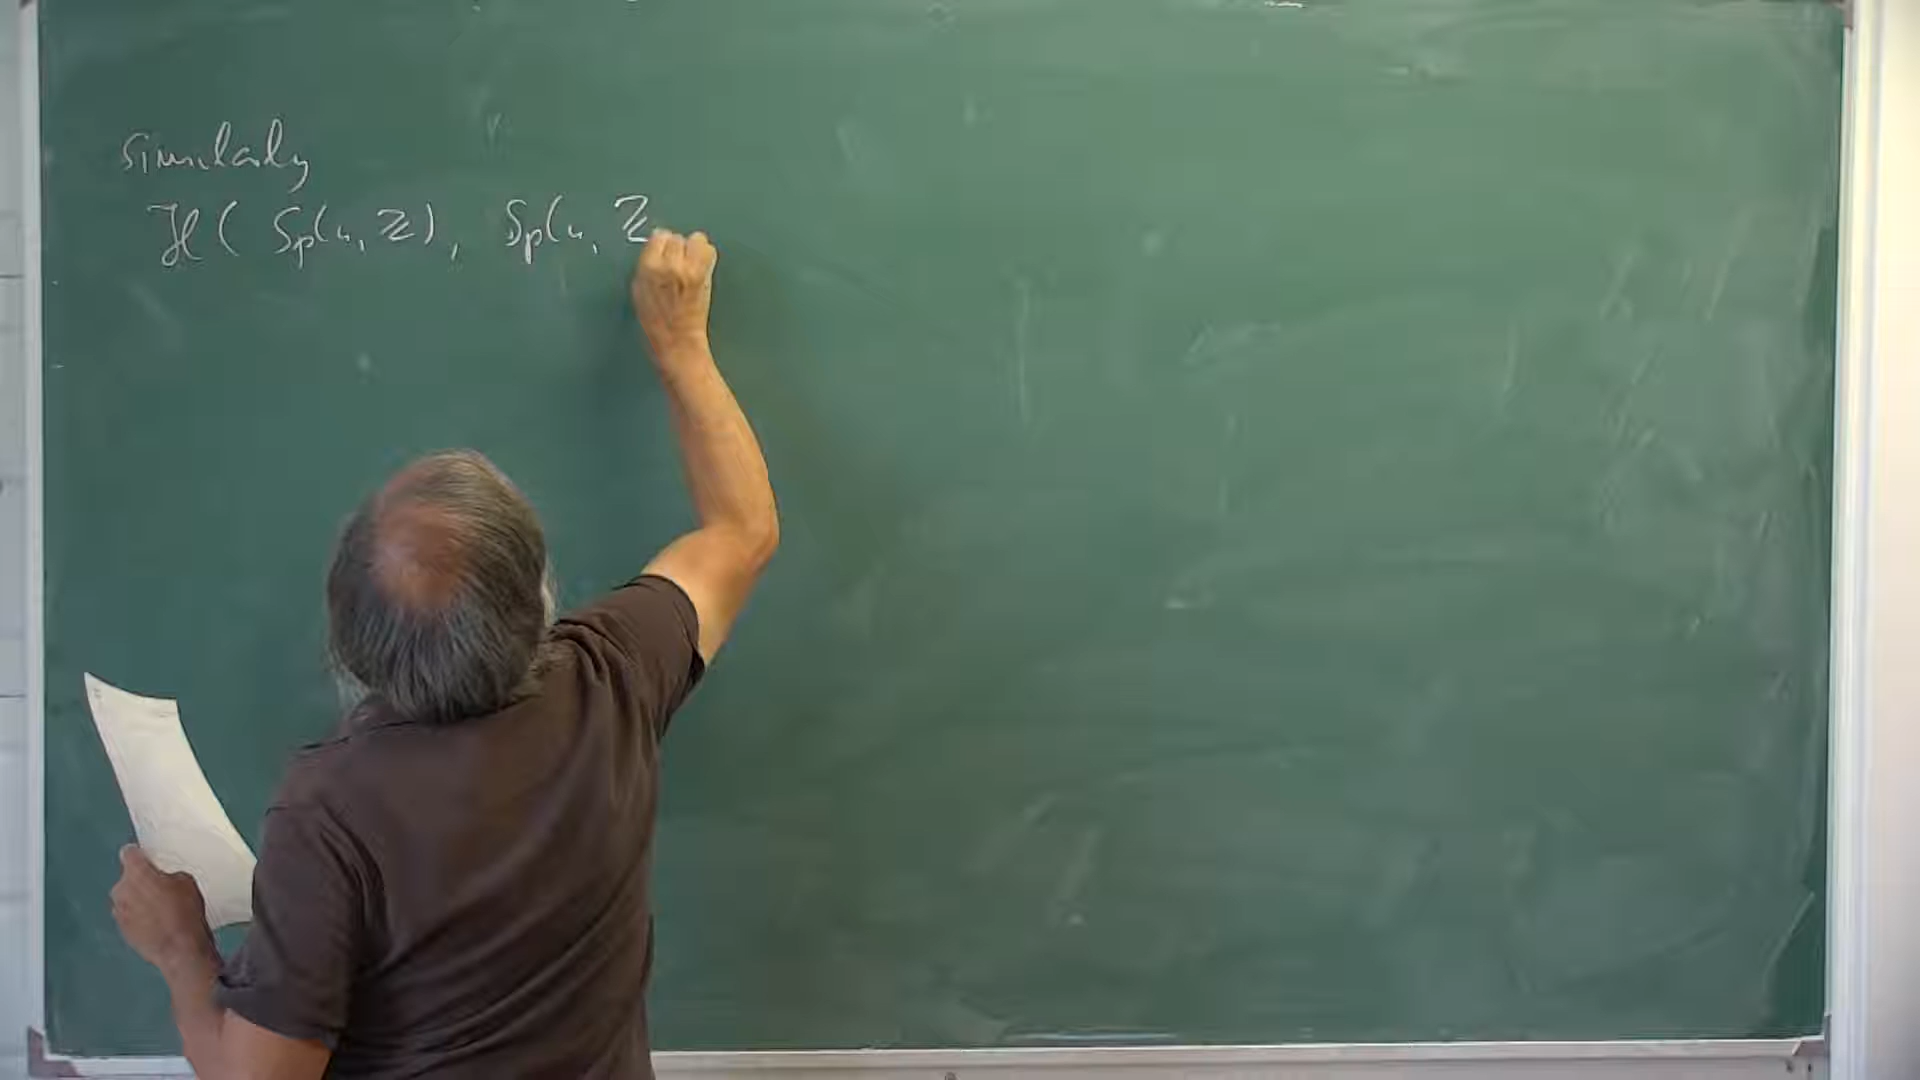 similarly
ℋ( Sp(n, ℤ), Sp(n, ℤ